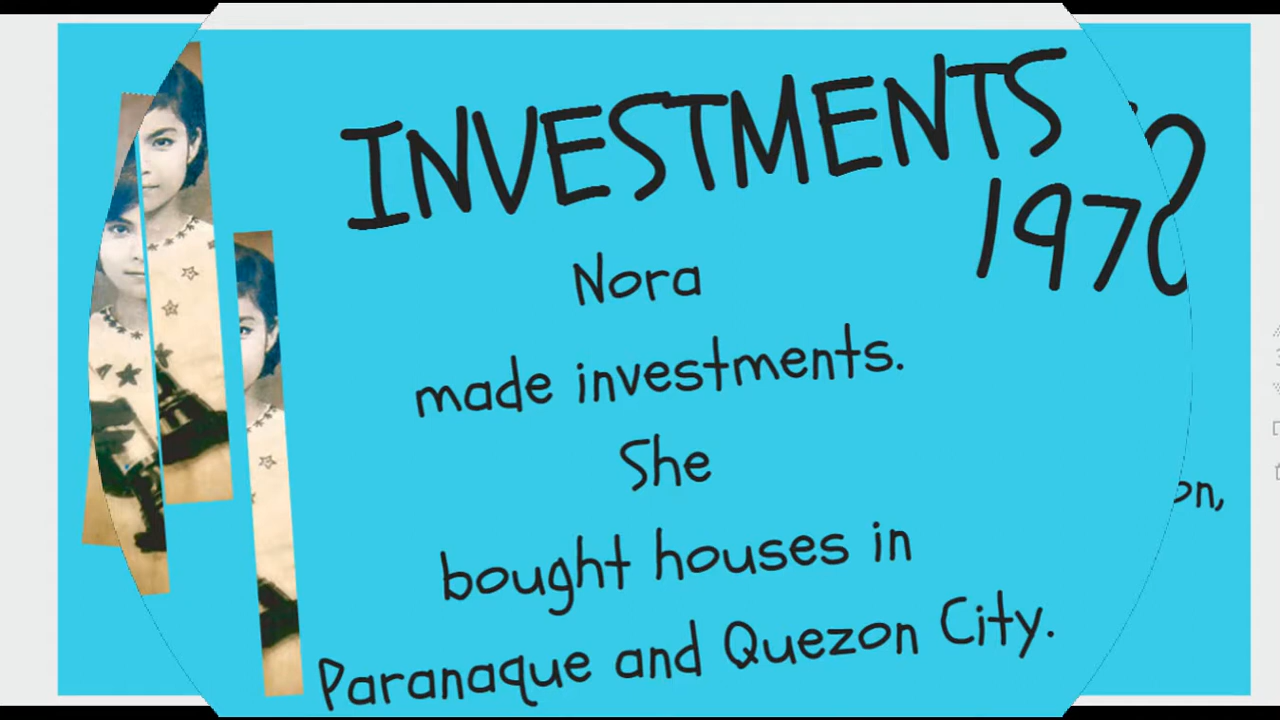 INVESTMENTS
197
Nora
made investments.
She
bought houses in
Paranaque and Quezon City.